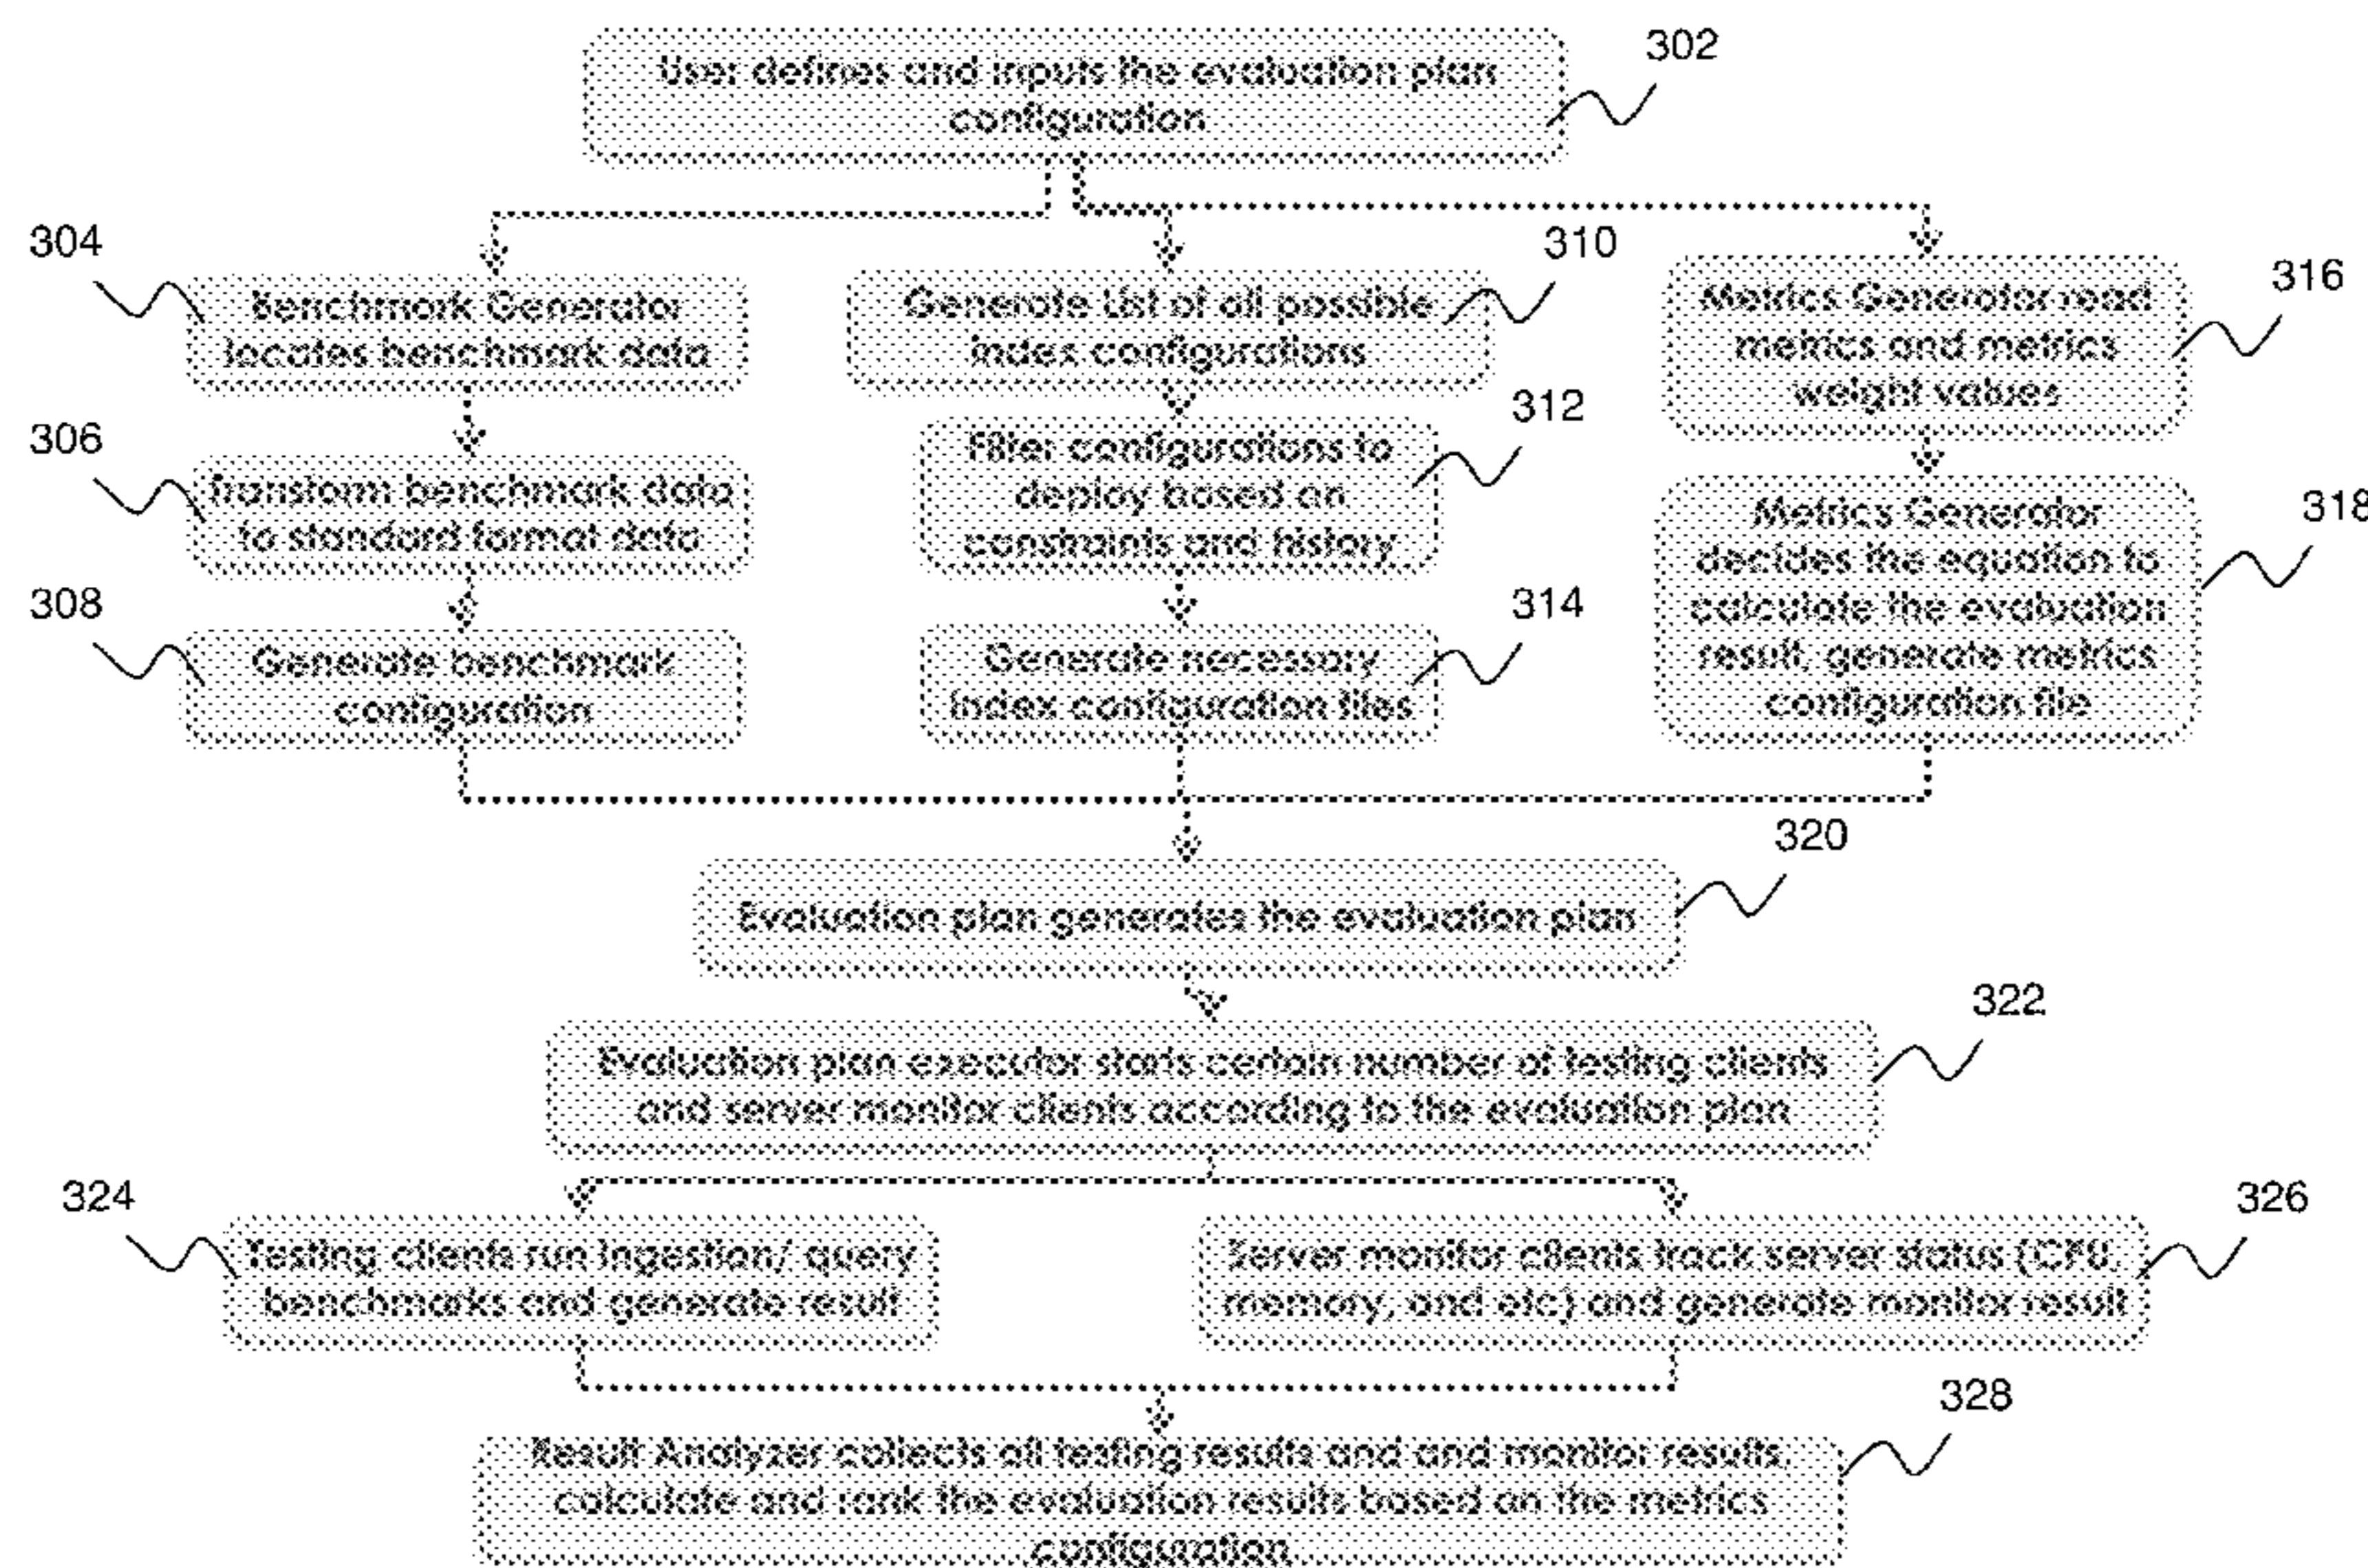 302
User defines and inputs the evaluation plan
configuration
304
Benchmark Generator
locates benchmark data
306
Transform benchmark data
to standard format data
308
Generate benchmark
configuration
310
Generate List of all possible
index configurations
312
Filter configurations to
deploy based on
constraints and history
314
Generate necessary
index configuration files
316
Metrics Generator read
metrics and metrics
weight values
318
Metrics Generator
decides the equation to
calculate the evaluation
result, generate metrics
configuration file
320
Evaluation plan generates the evaluation plan
322
Evaluation plan executor starts certain number of testing clients
and server monitor clients according to the evaluation plan
324
Testing clients run ingestion/ query
benchmarks and generate result
326
Server monitor clients track server status (CPU,
memory, and etc) and generate monitor result
328
Result Analyzer collects all testing results and and monitor results,
calculate and rank the evaluation results based on the metrics
configuration